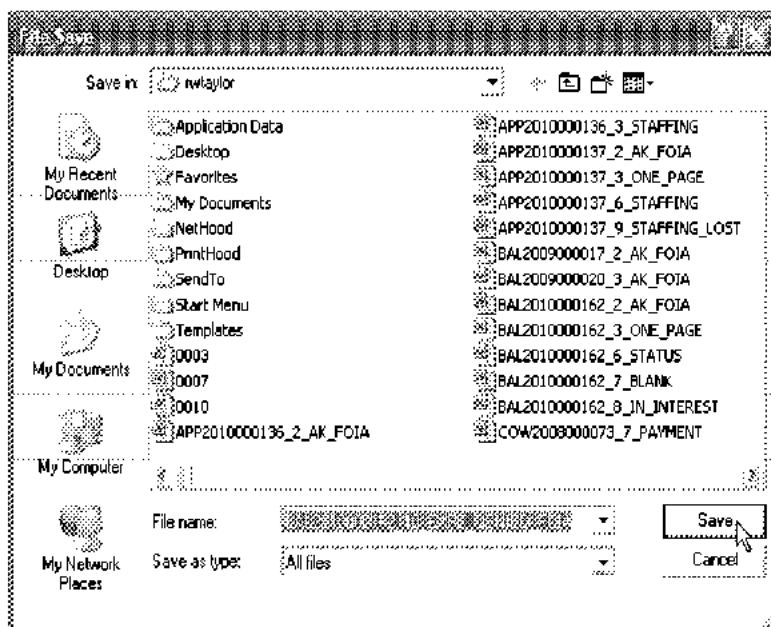 File Save
Save in: rwtaylor
My Recent Documents
Desktop
My Documents
My Computer
My Network Places
Application Data
Desktop
Favorites
My Documents
NetHood
PrintHood
SendTo
Start Menu
Templates
0003
0007
0010
APP2010000136_2_AK_FOIA
APP2010000136_3_STAFFING
APP2010000137_2_AK_FOIA
APP2010000137_3_ONE_PAGE
APP2010000137_6_STAFFING
APP2010000137_9_STAFFING_LOST
BAL2009000017_2_AK_FOIA
BAL2009000020_3_AK_FOIA
BAL2010000162_2_AK_FOIA
BAL2010000162_3_ONE_PAGE
BAL2010000162_6_STATUS
BAL2010000162_7_BLANK
BAL2010000162_8_IN_INTEREST
COW2008000073_7_PAYMENT
File name:
Save
Save as type: All files
Cancel